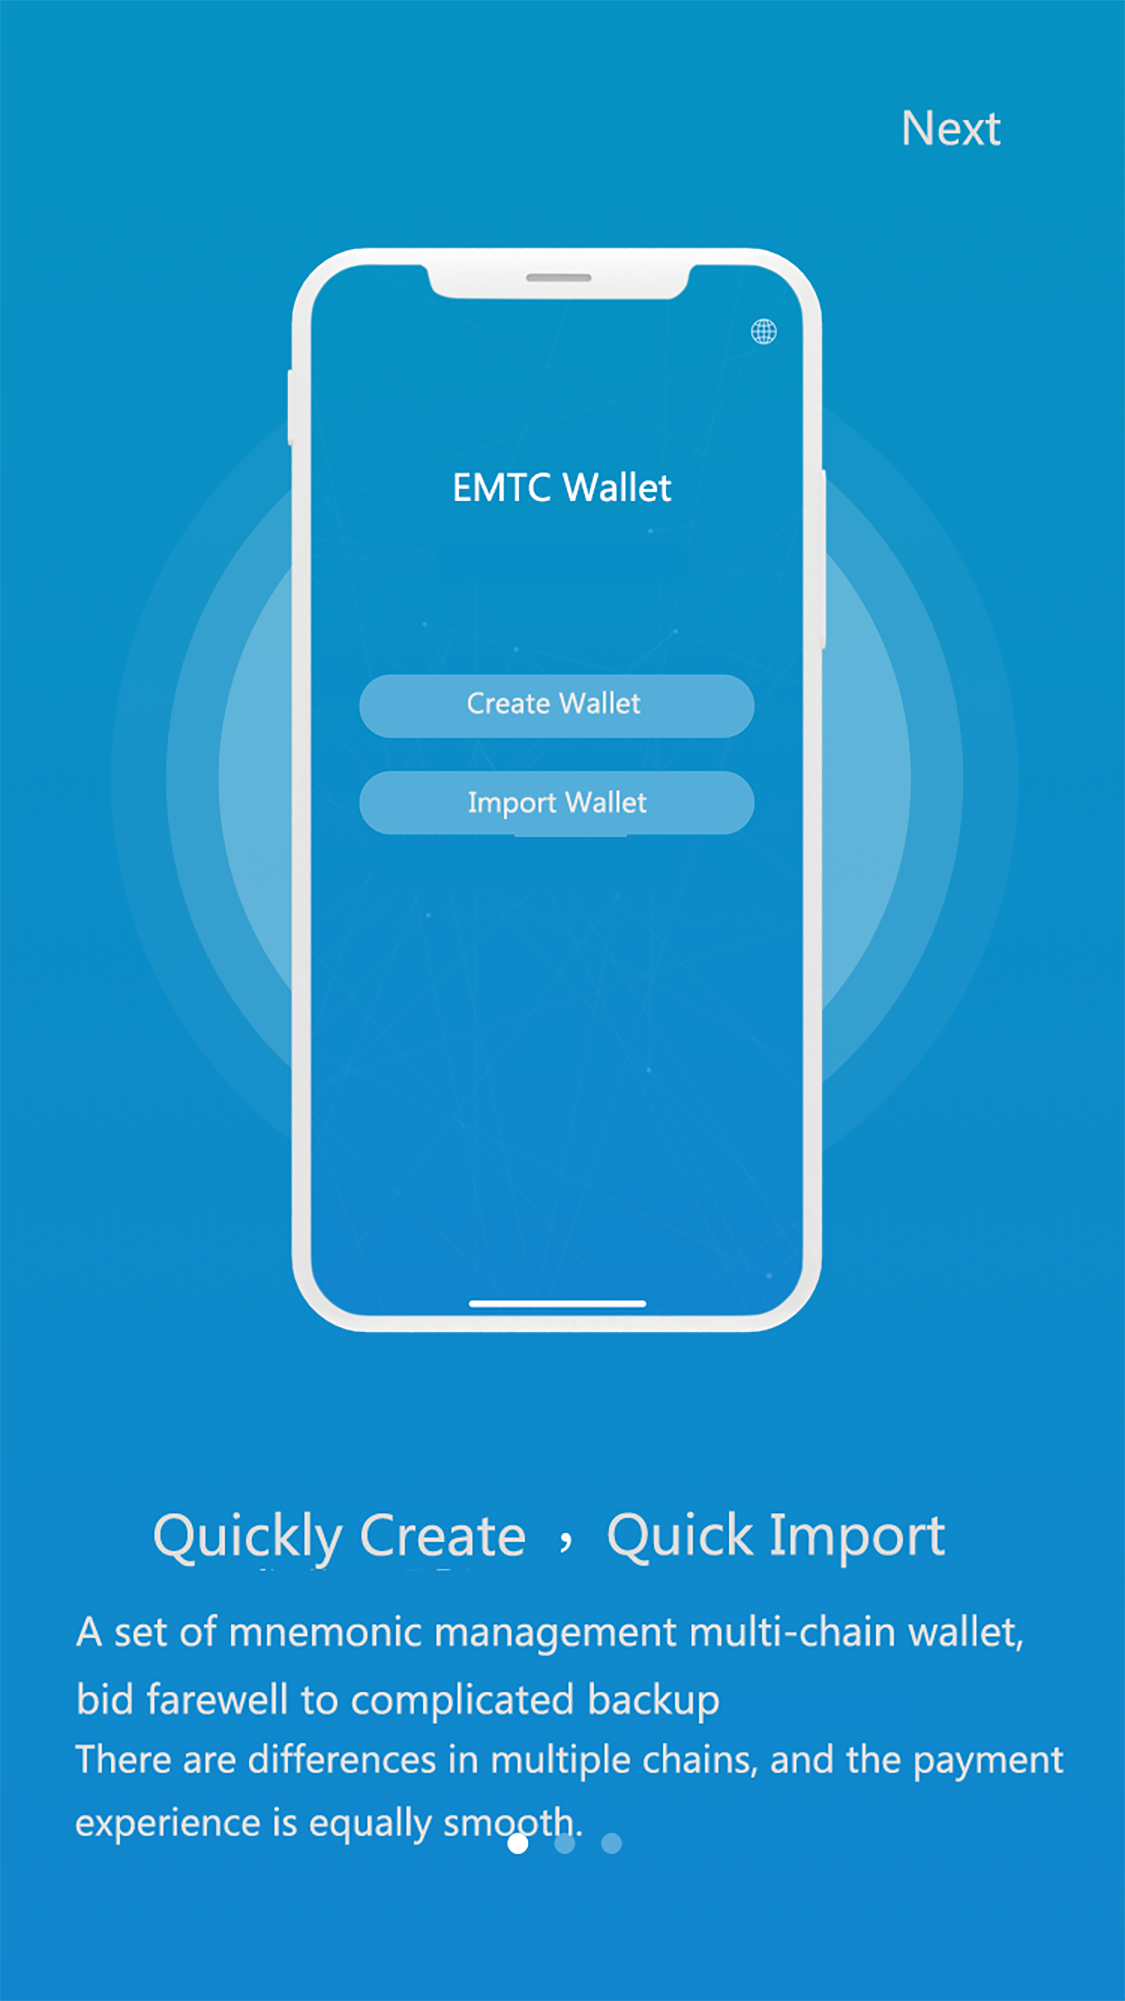 Next
EMTC Wallet
Create Wallet
Import Wallet
Quickly Create , Quick Import
A set of mnemonic management multi-chain wallet,
bid farewell to complicated backup
There are differences in multiple chains, and the payment
experience is equally smooth.